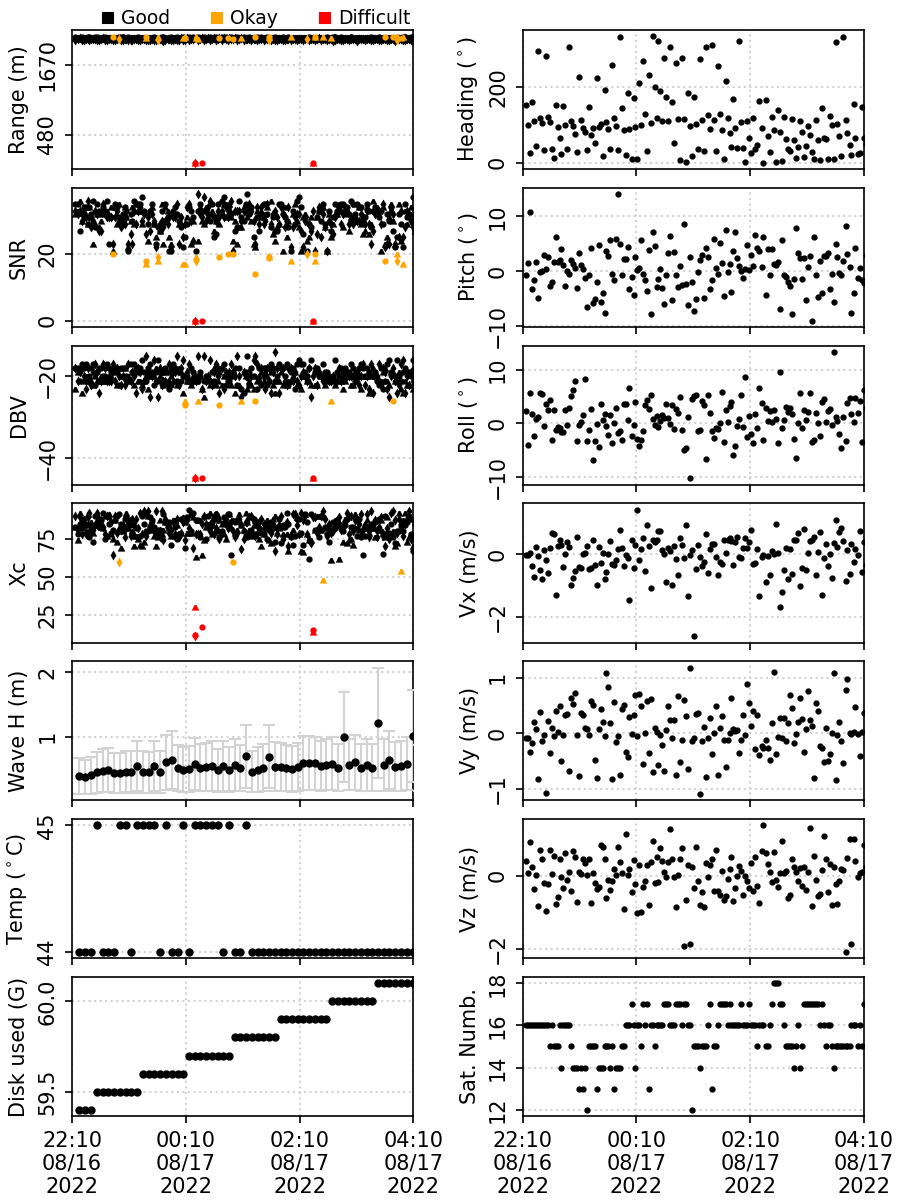 Good Okay Difficult
Range (m)
1670
480
Heading (°)
200
0
SNR
20
0
Pitch (°)
10
0
−10
DBV
−20
−40
Roll (°)
10
0
−10
Xc
75
50
25
Vx (m/s)
0
−2
Wave H (m)
2
1
Vy (m/s)
1
0
−1
Temp (°C)
45
44
Vz (m/s)
0
−2
Disk used (G)
60.0
59.5
Sat. Numb.
18
16
14
12
22:10 00:10 02:10 04:10 22:10 00:10 02:10 04:10
08/16 08/17 08/17 08/17 08/16 08/17 08/17 08/17
2022 2022 2022 2022 2022 2022 2022 2022